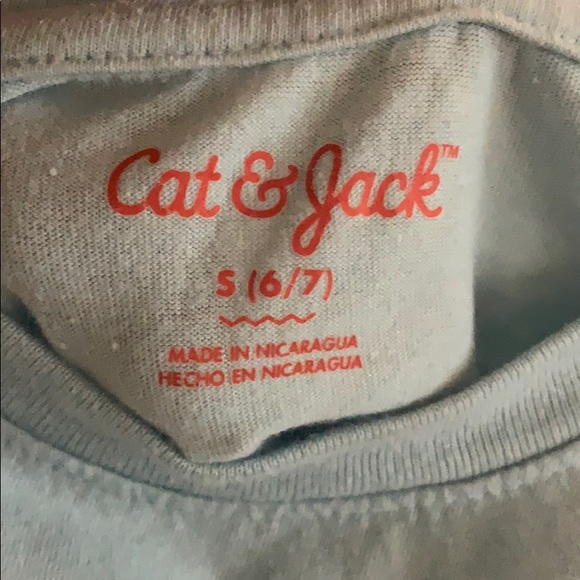 Cat & Jack™
S (6/7)
MADE IN NICARAGUA
HECHO EN NICARAGUA